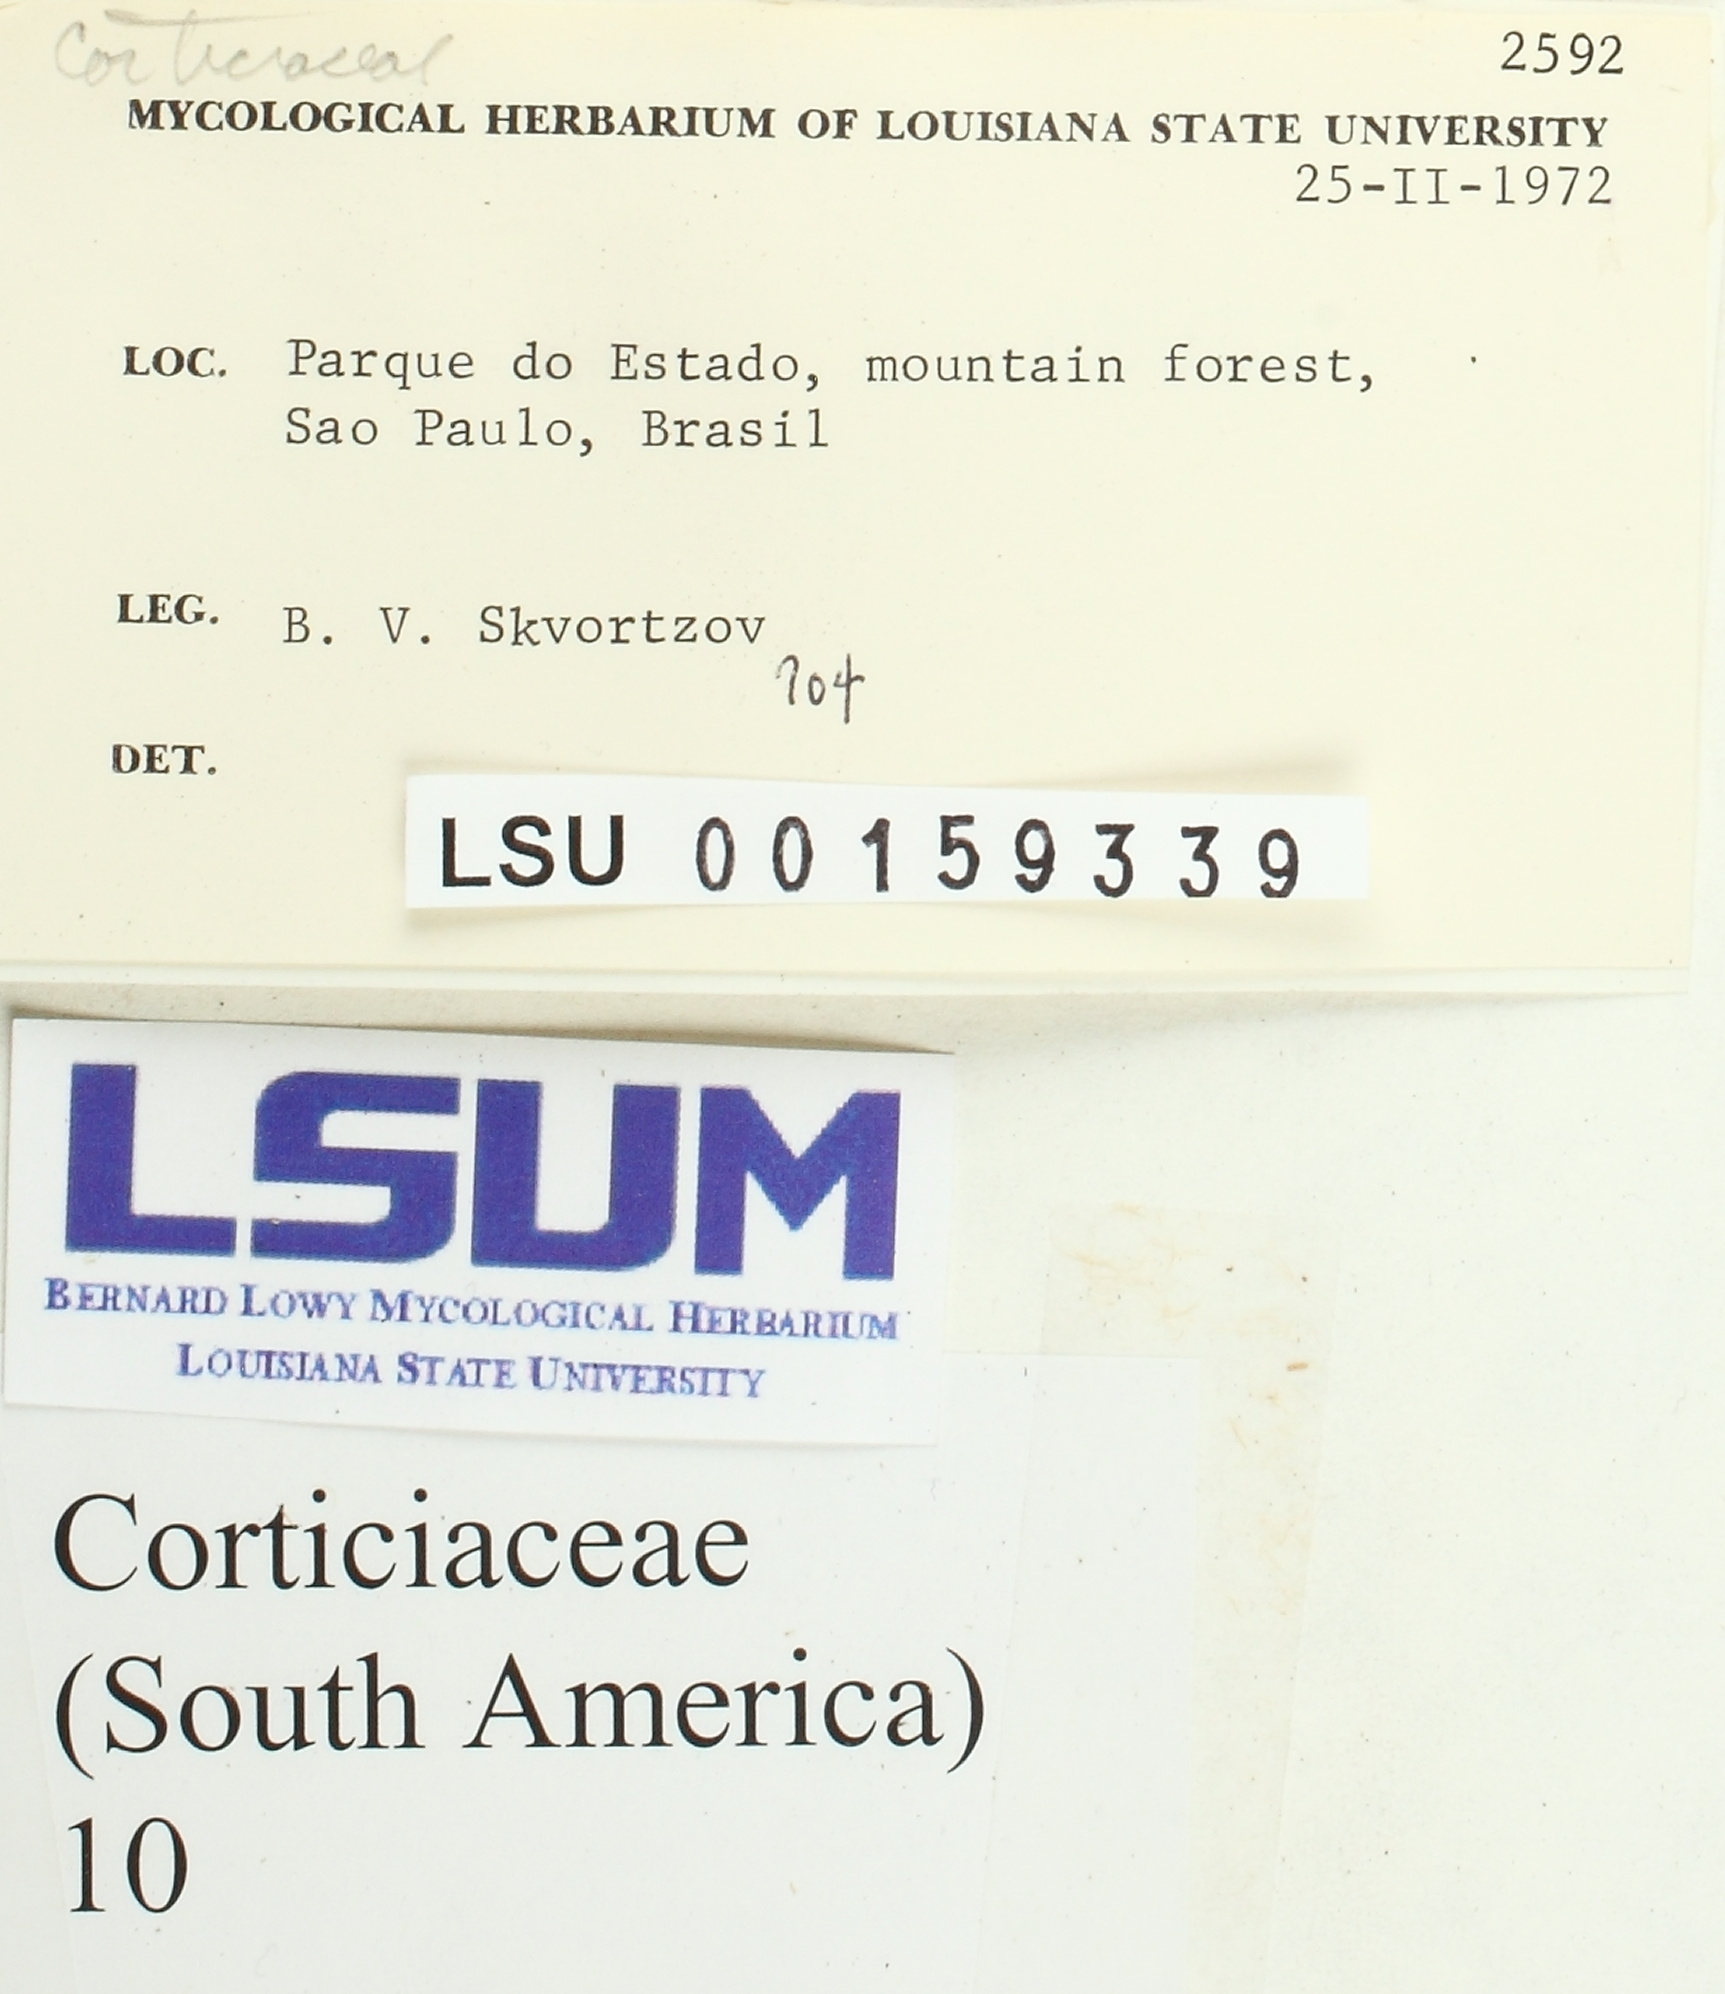 Corticiaceae
2592
MYCOLOGICAL HERBARIUM OF LOUISIANA STATE UNIVERSITY
25-II-1972
LOC. Parque do Estado, mountain forest,
Sao Paulo, Brasil
LEG. B. V. Skvortzov
704
DET.
LSU 00159339
LSUM
BERNARD LOWY MYCOLOGICAL HERBARIUM
LOUISIANA STATE UNIVERSITY
Corticiaceae
(South America)
10